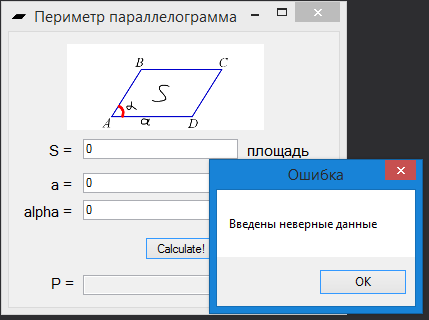 Периметр параллелограмма
B C
S
α
A a D
S = 0 площадь
a = 0
alpha = 0
Calculate!
P =
Ошибка
Введены неверные данные
OK